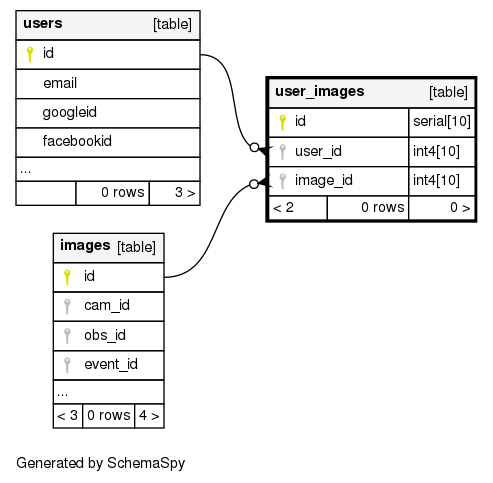 users [table]
id
email
googleid
facebookid
...
0 rows 3 >
user_images [table]
id serial[10]
user_id int4[10]
image_id int4[10]
< 2 0 rows 0 >
images [table]
id
cam_id
obs_id
event_id
...
< 3 0 rows 4 >
Generated by SchemaSpy